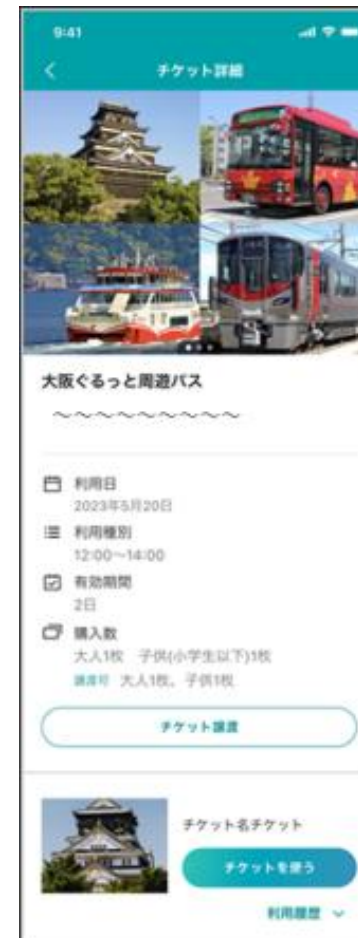 9:41
チケット詳細
大阪ぐるっと周遊パス
〜〜〜〜〜〜〜〜〜
利用日
2023年5月20日
利用種別
12:00〜14:00
有効期間
2日
購入数
大人1枚 子供(小学生以下)1枚
譲渡可 大人1枚、子供1枚
チケット譲渡
チケット名チケット
チケットを使う
利用履歴